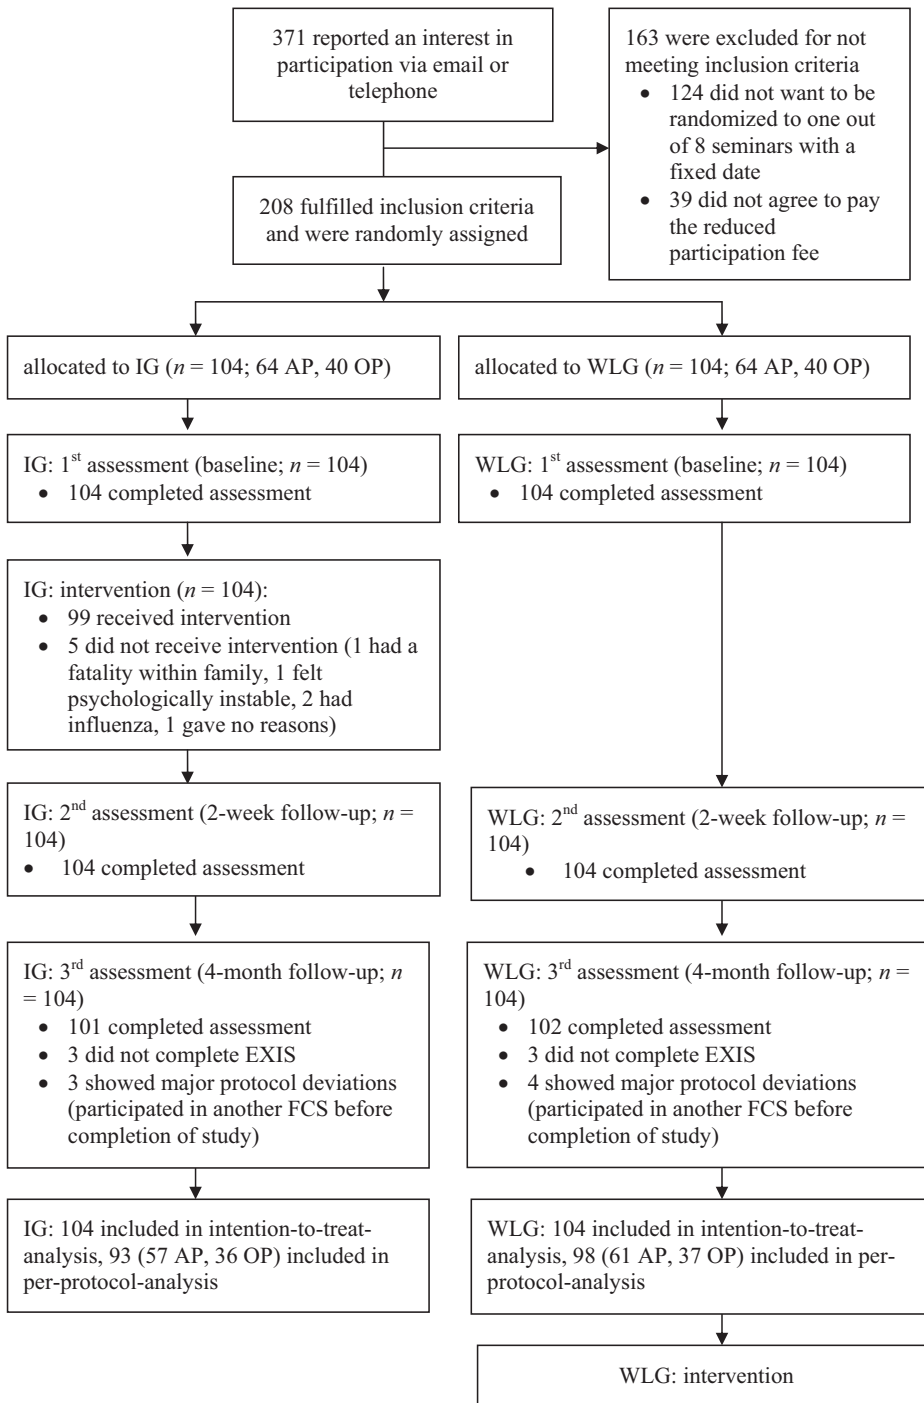 371 reported an interest in
participation via email or
telephone
163 were excluded for not
meeting inclusion criteria
• 124 did not want to be
randomized to one out
of 8 seminars with a
fixed date
• 39 did not agree to pay
the reduced
participation fee
208 fulfilled inclusion criteria
and were randomly assigned
allocated to IG (n = 104; 64 AP, 40 OP)
allocated to WLG (n = 104; 64 AP, 40 OP)
IG: 1st assessment (baseline; n = 104)
• 104 completed assessment
WLG: 1st assessment (baseline; n = 104)
• 104 completed assessment
IG: intervention (n = 104):
• 99 received intervention
• 5 did not receive intervention (1 had a
fatality within family, 1 felt
psychologically instable, 2 had
influenza, 1 gave no reasons)
IG: 2nd assessment (2-week follow-up; n =
104)
• 104 completed assessment
WLG: 2nd assessment (2-week follow-up; n =
104)
• 104 completed assessment
IG: 3rd assessment (4-month follow-up; n
= 104)
• 101 completed assessment
• 3 did not complete EXIS
• 3 showed major protocol deviations
(participated in another FCS before
completion of study)
WLG: 3rd assessment (4-month follow-up; n =
104)
• 102 completed assessment
• 3 did not complete EXIS
• 4 showed major protocol deviations
(participated in another FCS before
completion of study)
IG: 104 included in intention-to-treat-
analysis, 93 (57 AP, 36 OP) included in
per-protocol-analysis
WLG: 104 included in intention-to-treat-
analysis, 98 (61 AP, 37 OP) included in per-
protocol-analysis
WLG: intervention